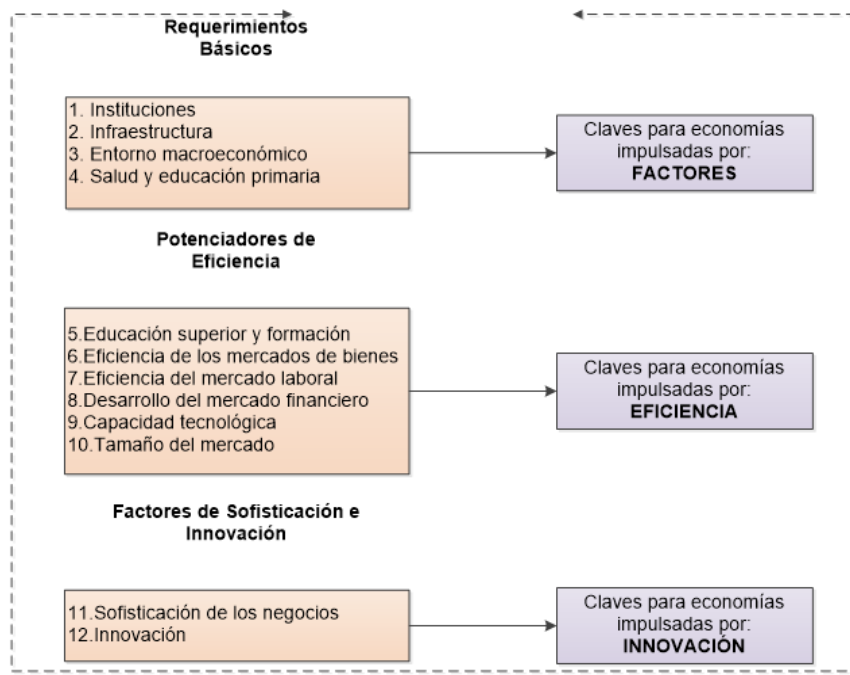 Requerimientos
Básicos
1. Instituciones
2. Infraestructura
3. Entorno macroeconómico
4. Salud y educación primaria
Claves para economías
impulsadas por:
FACTORES
Potenciadores de
Eficiencia
5.Educación superior y formación
6.Eficiencia de los mercados de bienes
7.Eficiencia del mercado laboral
8.Desarrollo del mercado financiero
9.Capacidad tecnológica
10.Tamaño del mercado
Claves para economías
impulsadas por:
EFICIENCIA
Factores de Sofisticación e
Innovación
11.Sofisticación de los negocios
12.Innovación
Claves para economías
impulsadas por:
INNOVACIÓN